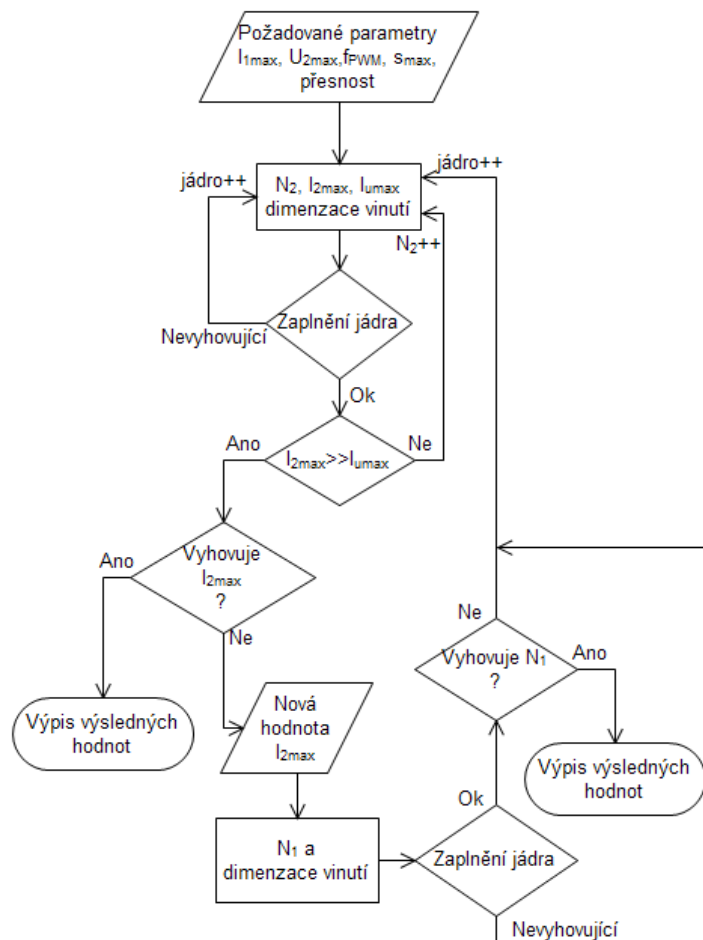 Požadované parametry
I1max, U2max,fPWM, smax,
přesnost
jádro++
jádro++
N2, I2max, Iumax
dimenzace vinutí
N2++
Zaplnění jádra
Nevyhovující
Ok
Ano
I2max>>Iumax
Ne
Ano
Vyhovuje
I2max
?
Ne
Výpis výsledných
hodnot
Nová
hodnota
I2max
N1 a
dimenzace vinutí
Zaplnění jádra
Nevyhovující
Ok
Ne
Vyhovuje N1
?
Ano
Výpis výsledných
hodnot